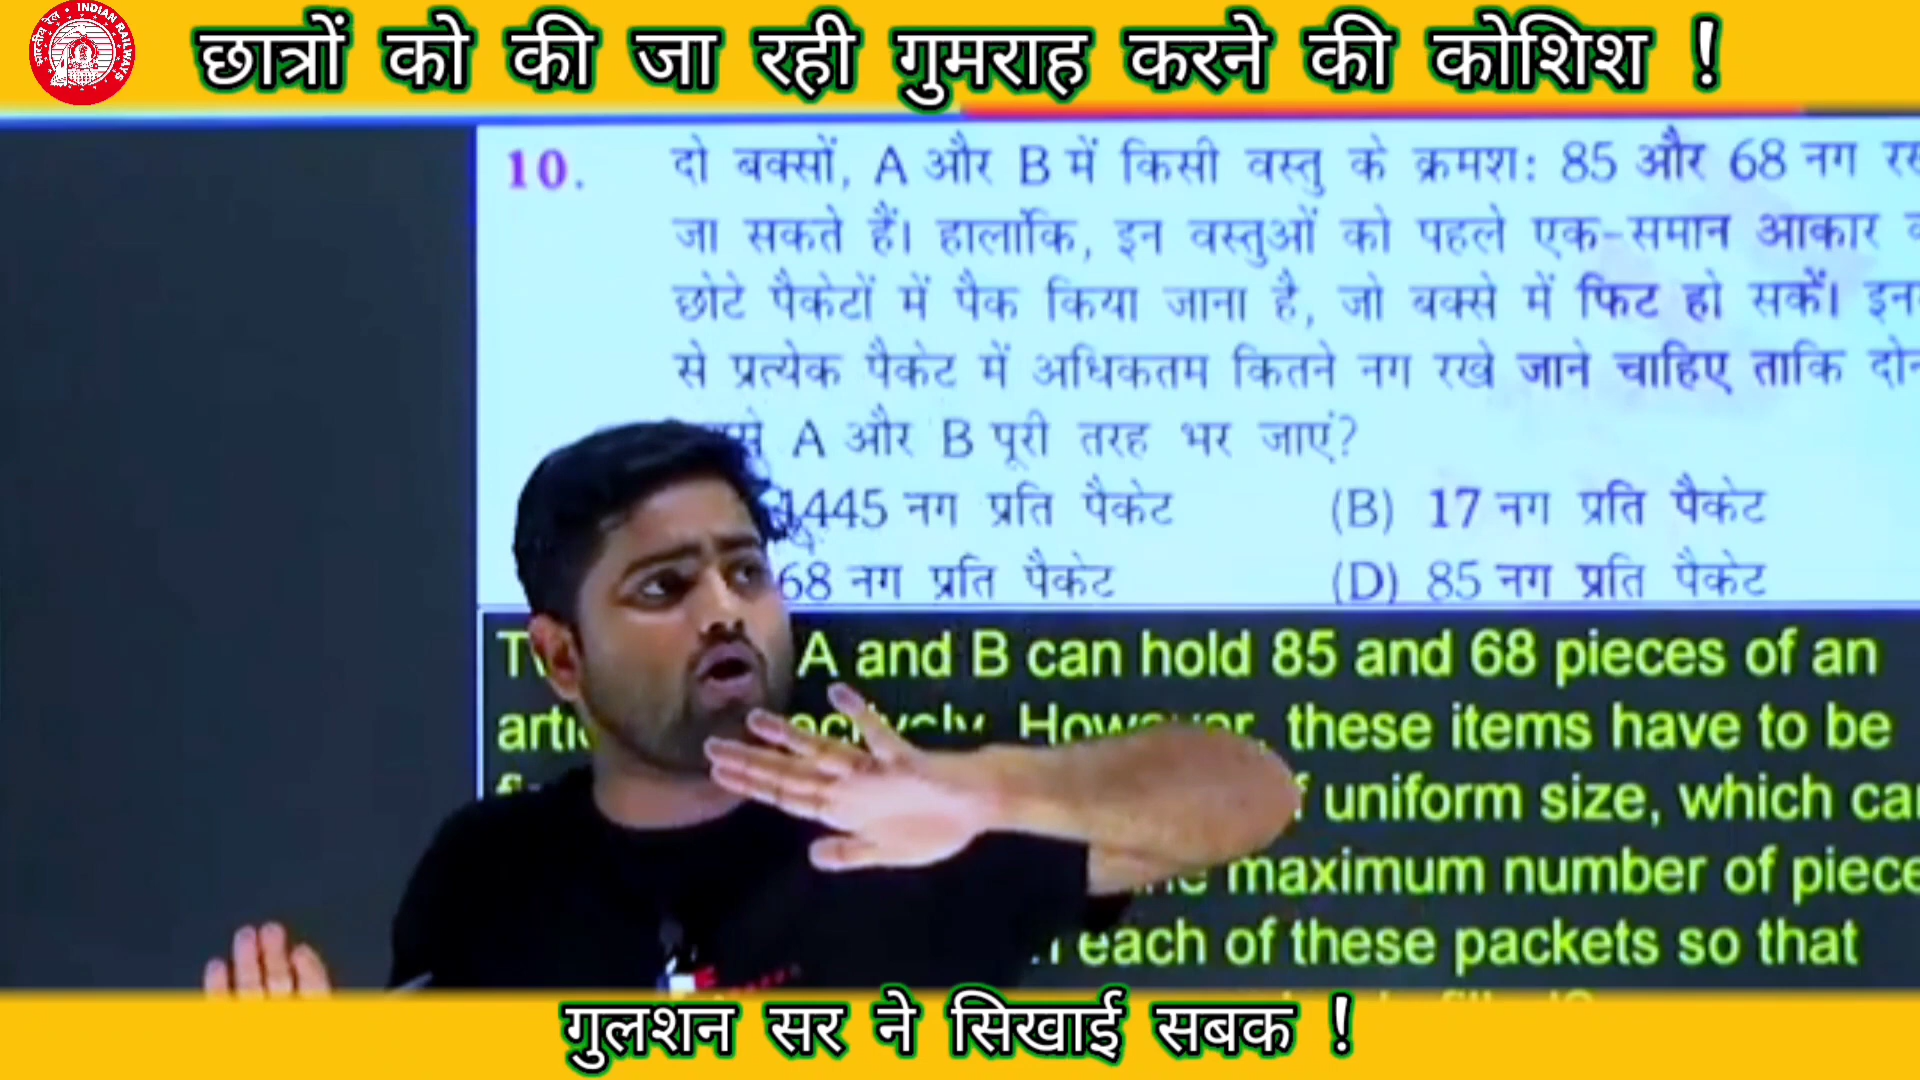 भारतीय रेल • INDIAN RAILWAYS
छात्रों को की जा रही गुमराह करने की कोशिश !
10. दो बक्सों, A और B में किसी वस्तु के क्रमश: 85 और 68 नग
जा सकते हैं। हालांकि, इन वस्तुओं को पहले एक-समान आकार
छोटे पैकेटों में पैक किया जाना है, जो बक्से में फिट हो सकें।
से प्रत्येक पैकेट में अधिकतम कितने नग रखे जाने चाहिए ताकि
A और B पूरी तरह भर जाएं?
1445 नग प्रति पैकेट (B) 17 नग प्रति पैकेट
68 नग प्रति पैकेट (D) 85 नग प्रति पैकेट
A and B can hold 85 and 68 pieces of an
these items have to be
uniform size, which
maximum number of
each of these packets so that
गुलशन सर ने सिखाई सबक !